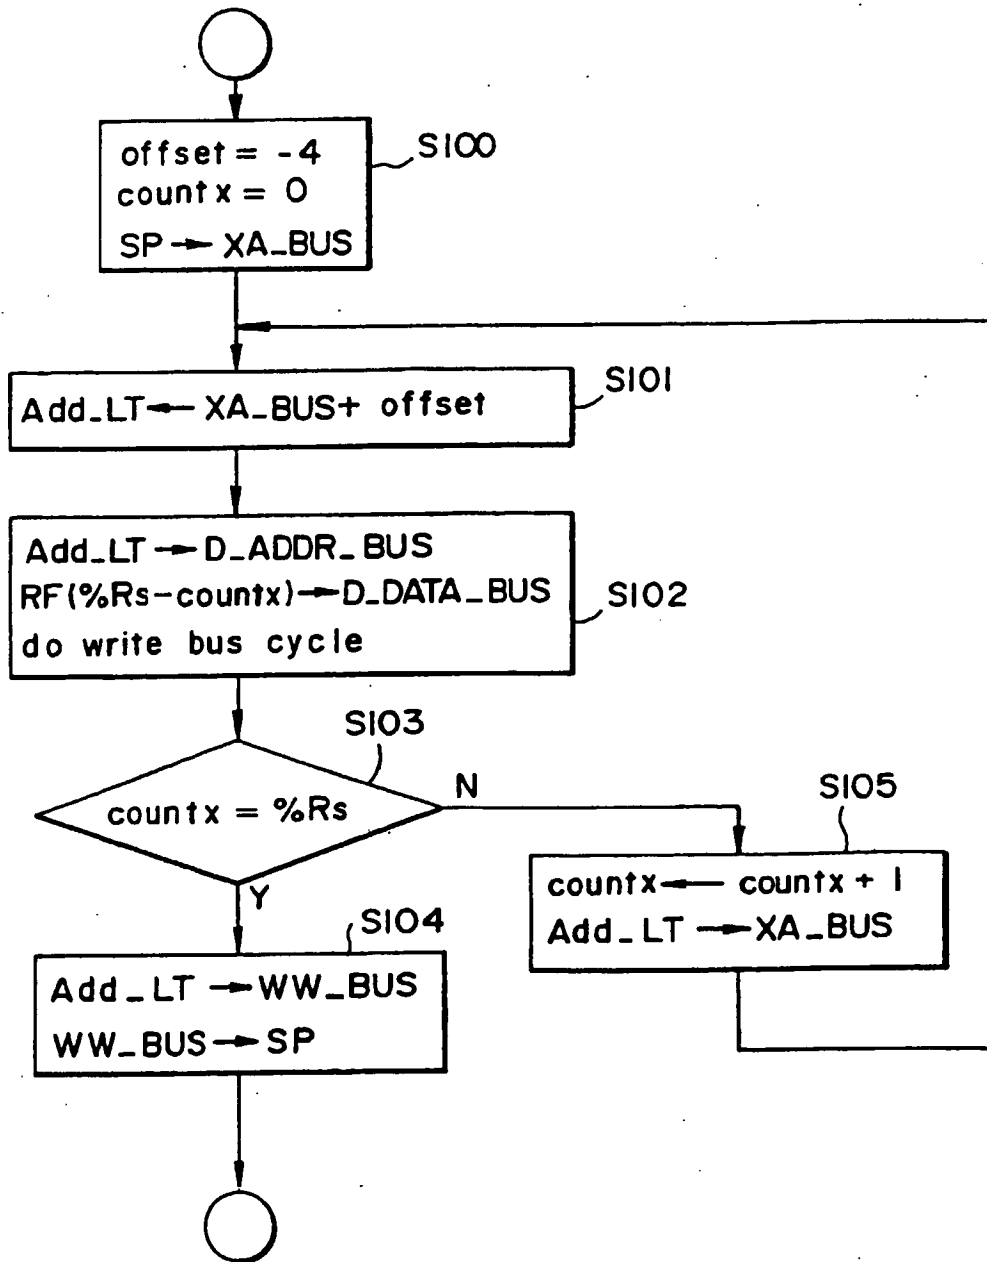 offset = -4
countx = 0
SP → XA_BUS
S100
Add_LT ← XA_BUS + offset
S101
Add_LT → D_ADDR_BUS
RF(%Rs-countx) → D_DATA_BUS
do write bus cycle
S102
S103
countx = %Rs
N
Y
S105
countx ← countx + 1
Add_LT → XA_BUS
S104
Add_LT → WW_BUS
WW_BUS → SP